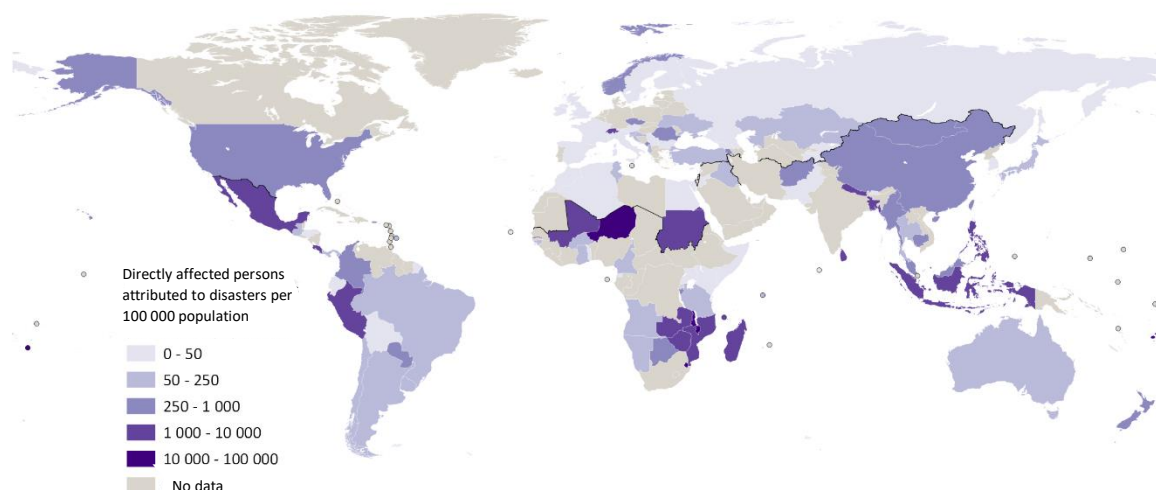 Directly affected persons
attributed to disasters per
100 000 population
0 - 50
50 - 250
250 - 1 000
1 000 - 10 000
10 000 - 100 000
No data